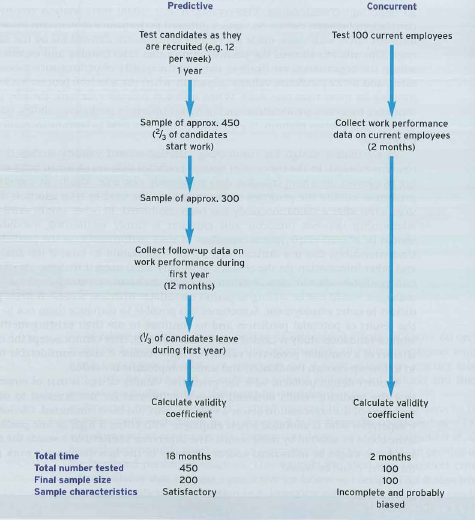 Predictive
Concurrent
Test candidates as they
are recruited (e.g. 12
per week)
1 year
Test 100 current employees
Sample of approx. 450
(2/3 of candidates
start work)
Collect work performance
data on current employees
(2 months)
Sample of approx. 300
Collect follow-up data on
work performance during
first year
(12 months)
(1/3 of candidates leave
during first year)
Calculate validity
coefficient
Calculate validity
coefficient
Total time 18 months 2 months
Total number tested 450 100
Final sample size 200 100
Sample characteristics Satisfactory Incomplete and probably
biased